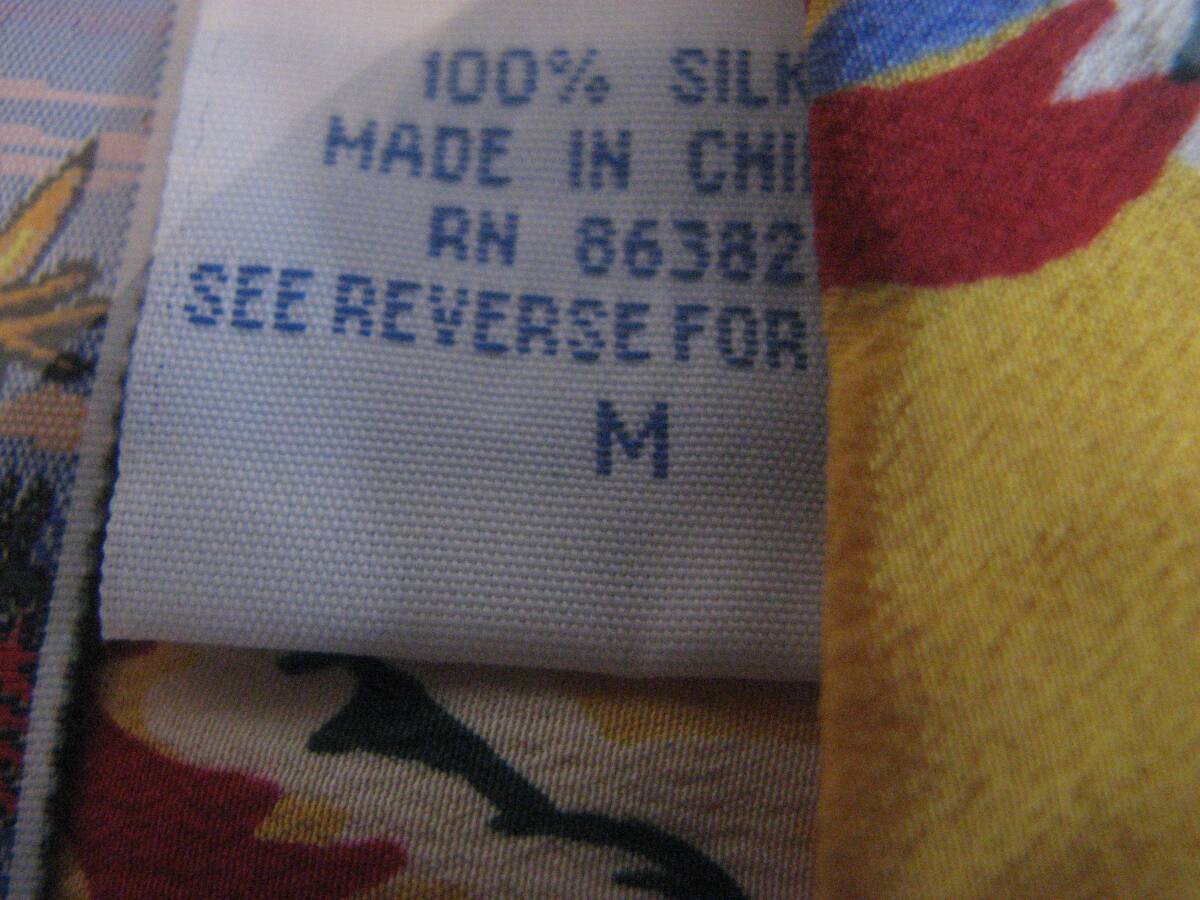 100% SILK
MADE IN CHI
RN 86382
SEE REVERSE FOR
M